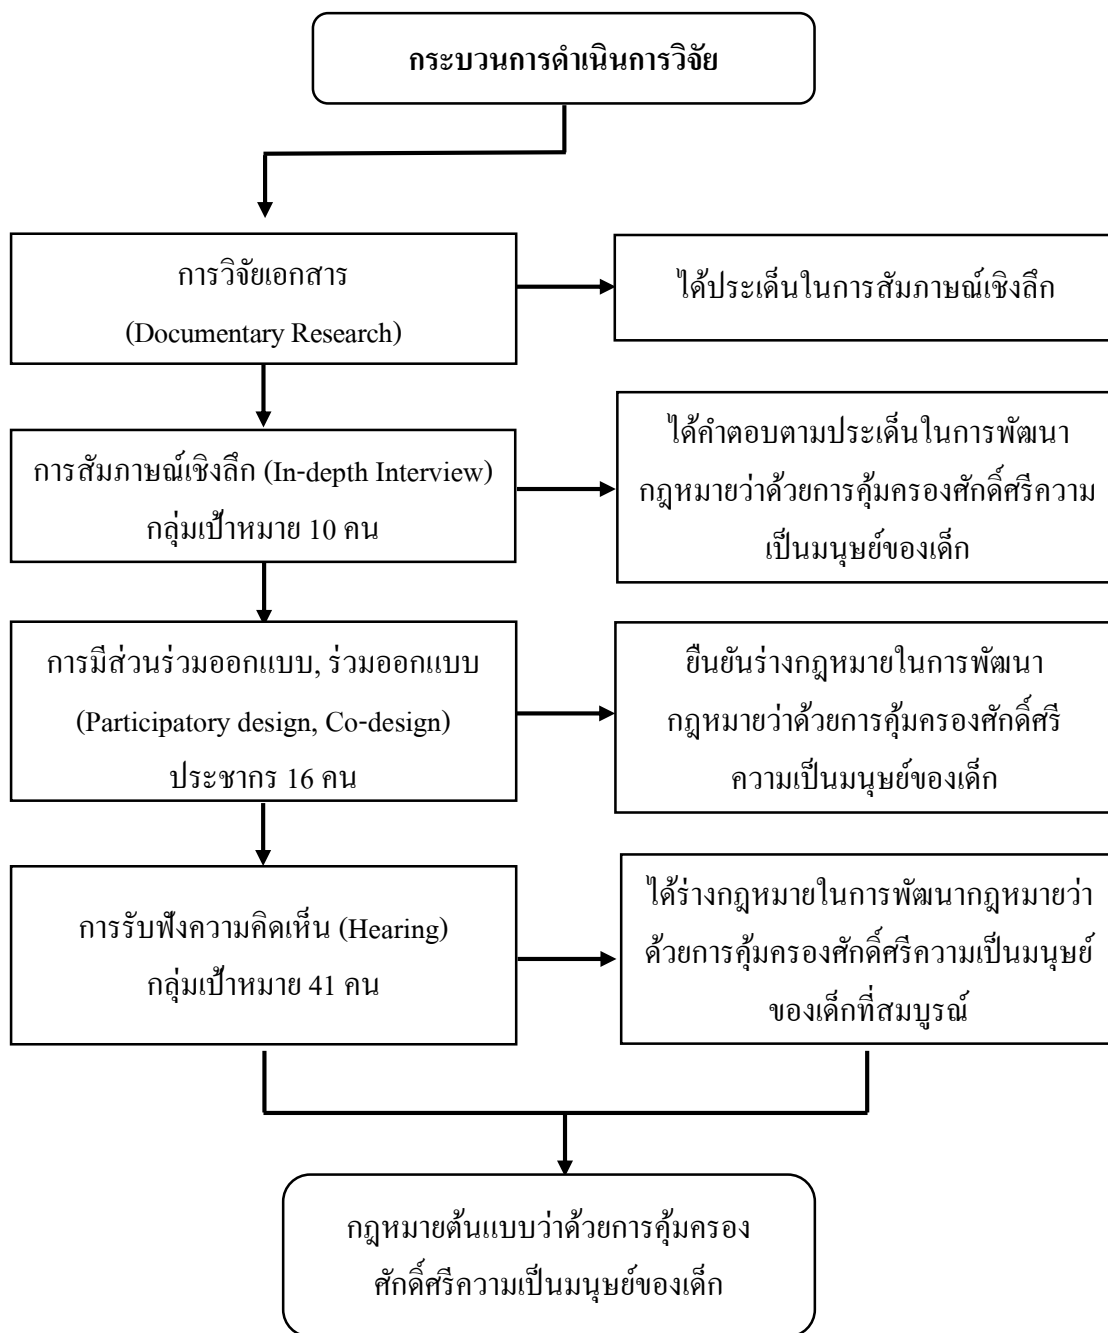 กระบวนการดำเนินการวิจัย
การวิจัยเอกสาร
(Documentary Research)
ได้ประเด็นในการสัมภาษณ์เชิงลึก
การสัมภาษณ์เชิงลึก (In-depth Interview)
กลุ่มเป้าหมาย 10 คน
ได้คำตอบตามประเด็นในการพัฒนา
กฎหมายว่าด้วยการคุ้มครองศักดิ์ศรีความ
เป็นมนุษย์ของเด็ก
การมีส่วนร่วมออกแบบ, ร่วมออกแบบ
(Participatory design, Co-design)
ประชากร 16 คน
ยืนยันร่างกฎหมายในการพัฒนา
กฎหมายว่าด้วยการคุ้มครองศักดิ์ศรี
ความเป็นมนุษย์ของเด็ก
การรับฟังความคิดเห็น (Hearing)
กลุ่มเป้าหมาย 41 คน
ได้ร่างกฎหมายในการพัฒนากฎหมายว่า
ด้วยการคุ้มครองศักดิ์ศรีความเป็นมนุษย์
ของเด็กที่สมบูรณ์
กฎหมายต้นแบบว่าด้วยการคุ้มครอง
ศักดิ์ศรีความเป็นมนุษย์ของเด็ก